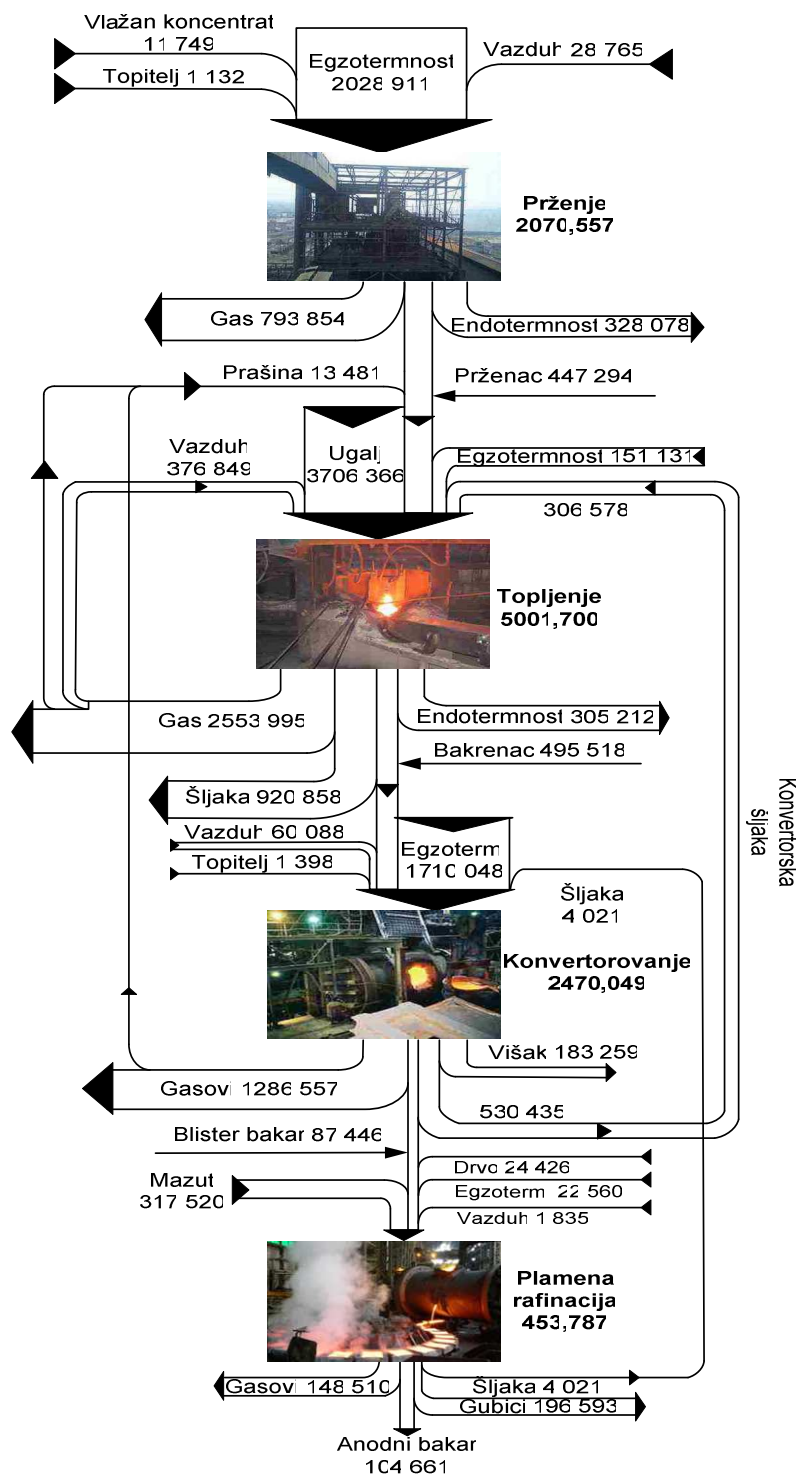 Vlažan koncentrat
11 749
Topitelj 1 132
Egzotermnost
2028 911
Vazduh 28 765
Prženje
2070,557
Gas 793 854
Endotermnost 328 078
Prašina 13 481
Prženac 447 294
Vazduh
376 849
Ugalj
3706 366
Egzotermnost 151 131
306 578
Topljenje
5001,700
Gas 2553 995
Endotermnost 305 212
Bakrenac 495 518
Šljaka 920 858
Konvertorska
šljaka
Vazduh 60 088
Topitelj 1 398
Egzoterm
1710 048
Šljaka
4 021
Konvertorovanje
2470,049
Višak 183 259
Gasovi 1286 557
530 435
Blister bakar 87 446
Drvo 24 426
Mazut
317 520
Egzoterm 22 560
Vazduh 1 835
Plamena
rafinacija
453,787
Gasovi 148 510
Šljaka 4 021
Gubici 196 593
Anodni bakar
104 661